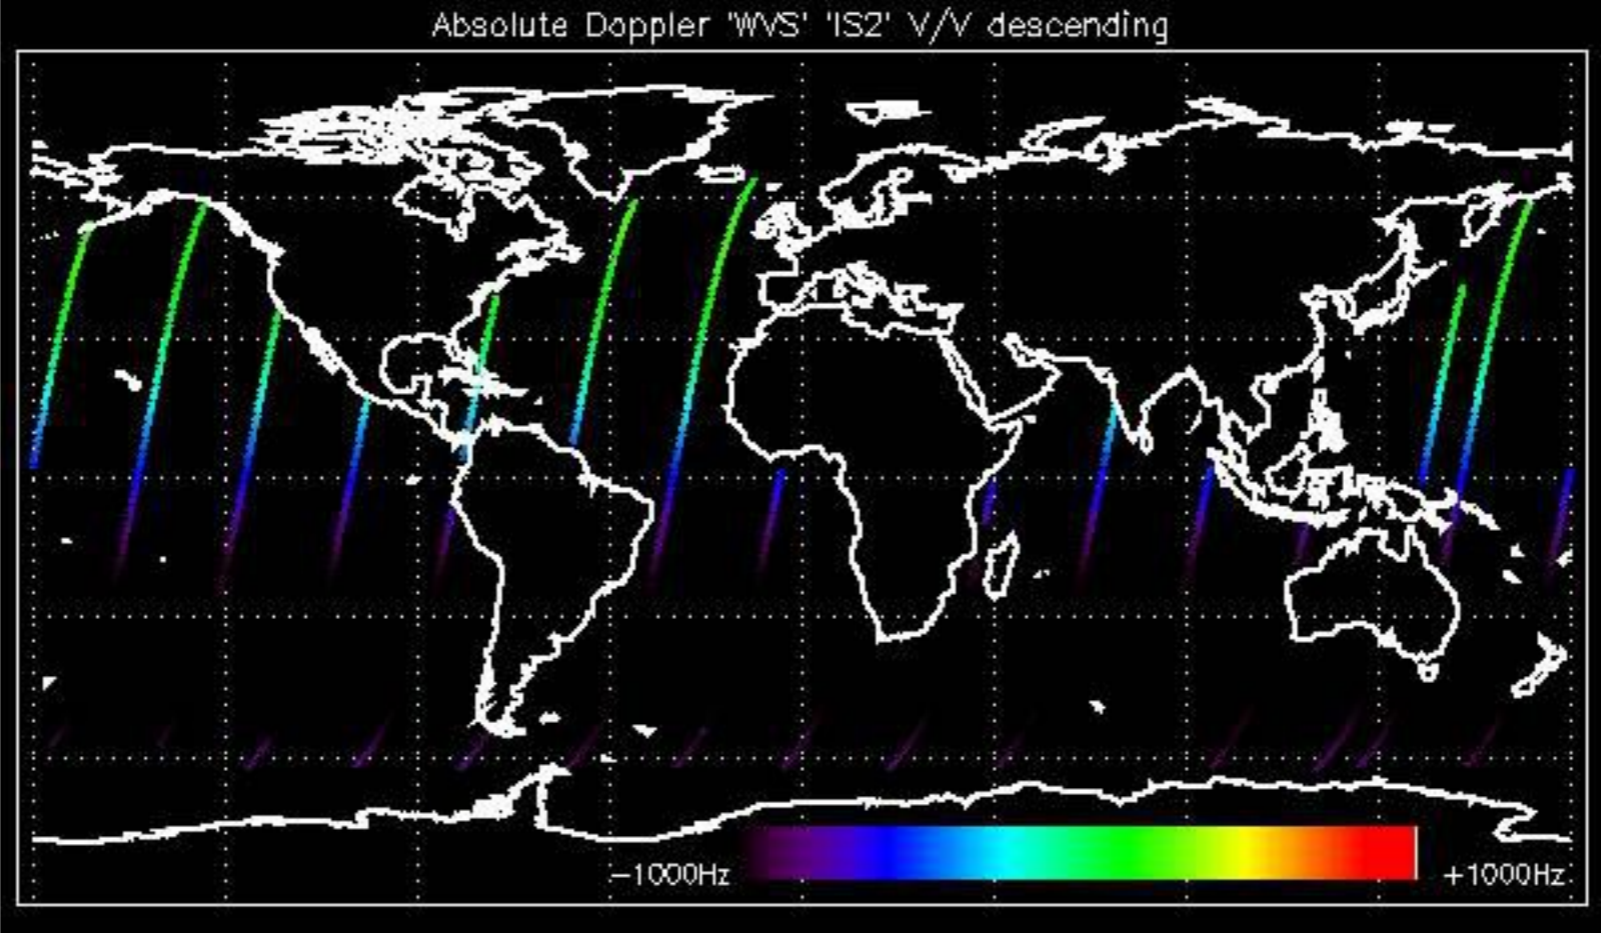 Absolute Doppler 'WVS' 'IS2' V/V descending
−1000Hz
+1000Hz